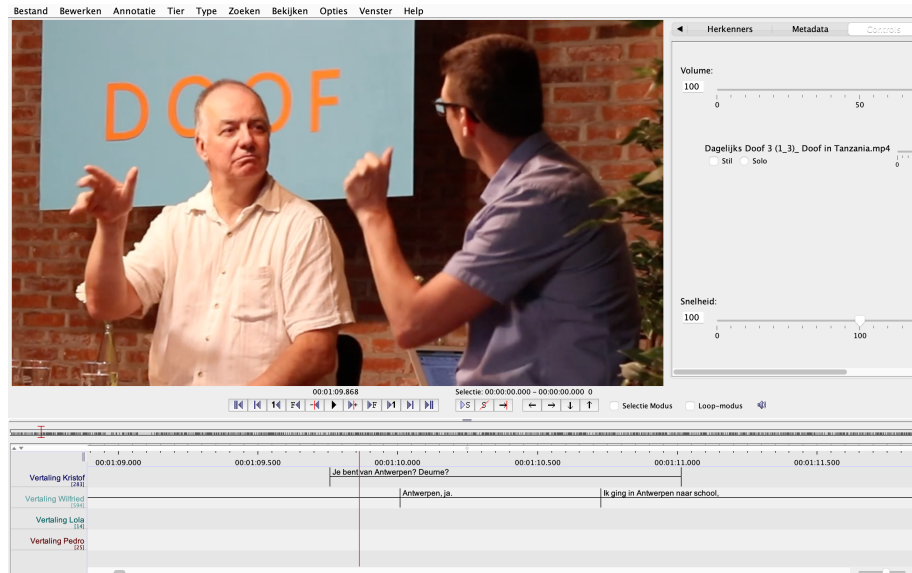 Bestand Bewerken Annotatie Tier Type Zoeken Bekijken Opties Venster Help
DOOF
Herkenners Metadata Controls
Volume:
100
0 50
Dagelijks Doof 3 (1_3)_ Doof in Tanzania.mp4
Stil Solo
0
Snelheid:
100
0 100
00:01:09.868 Selectie: 00:00:00.000 - 00:00:00.000 0
1 F F 1 S S Selectie Modus Loop-modus
00:01:09.000 00:01:09.500 00:01:10.000 00:01:10.500 00:01:11.000 00:01:11.500
Vertaling Kristof Je bent van Antwerpen? Deurne?
[283]
Vertaling Wilfried Antwerpen, ja. Ik ging in Antwerpen naar school,
[594]
Vertaling Lola
[14]
Vertaling Pedro
[25]